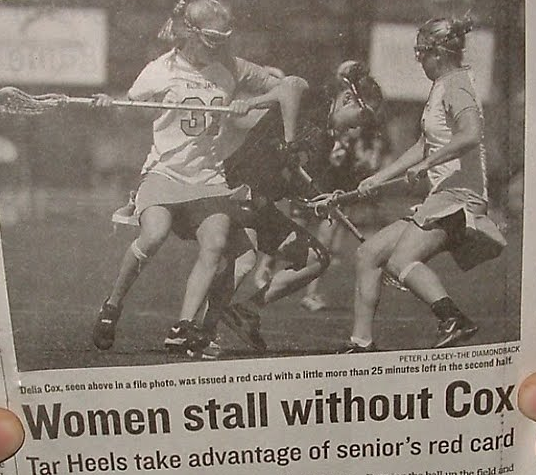 31
PETER J. CASEY-THE DIAMONDBACK
Delia Cox, seen above in a file photo, was issued a red card with a little more than 25 minutes left in the second half.
Women stall without Cox
Tar Heels take advantage of senior's red card
the ball up the field and